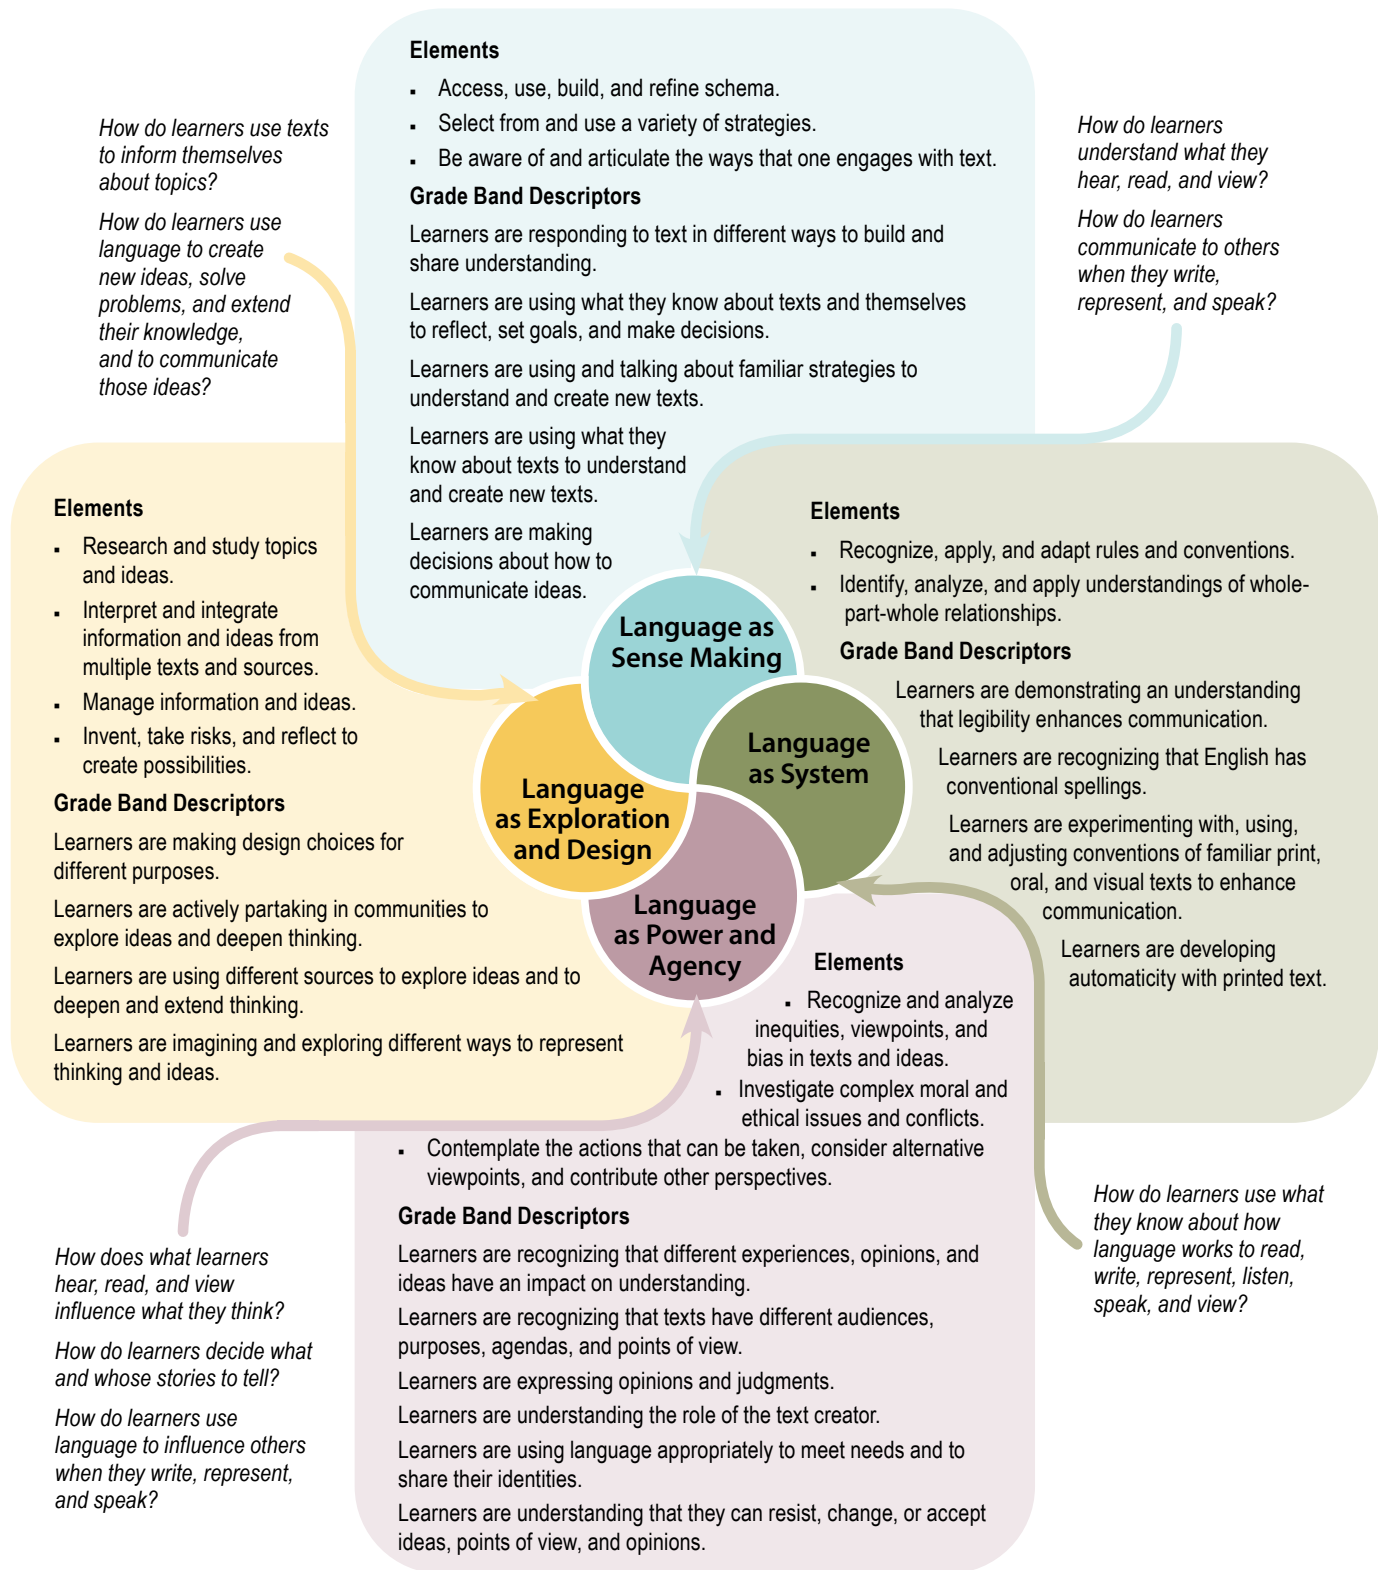 Elements
▪ Access, use, build, and refine schema.
▪ Select from and use a variety of strategies.
▪ Be aware of and articulate the ways that one engages with text.
Grade Band Descriptors
Learners are responding to text in different ways to build and
share understanding.
Learners are using what they know about texts and themselves
to reflect, set goals, and make decisions.
Learners are using and talking about familiar strategies to
understand and create new texts.
Learners are using what they
know about texts to understand
and create new texts.
Learners are making
decisions about how to
communicate ideas.
How do learners use texts
to inform themselves
about topics?
How do learners use
language to create
new ideas, solve
problems, and extend
their knowledge,
and to communicate
those ideas?
How do learners
understand what they
hear, read, and view?
How do learners
communicate to others
when they write,
represent, and speak?
Elements
▪ Research and study topics
and ideas.
▪ Interpret and integrate
information and ideas from
multiple texts and sources.
▪ Manage information and ideas.
▪ Invent, take risks, and reflect to
create possibilities.
Grade Band Descriptors
Learners are making design choices for
different purposes.
Learners are actively partaking in communities to
explore ideas and deepen thinking.
Learners are using different sources to explore ideas and to
deepen and extend thinking.
Learners are imagining and exploring different ways to represent
thinking and ideas.
Language as
Sense Making
Language
as System
Language
as Exploration
and Design
Language
as Power and
Agency
Elements
▪ Recognize, apply, and adapt rules and conventions.
▪ Identify, analyze, and apply understandings of whole-
part-whole relationships.
Grade Band Descriptors
Learners are demonstrating an understanding
that legibility enhances communication.
Learners are recognizing that English has
conventional spellings.
Learners are experimenting with, using,
and adjusting conventions of familiar print,
oral, and visual texts to enhance
communication.
Learners are developing
automaticity with printed text.
Elements
▪ Recognize and analyze
inequities, viewpoints, and
bias in texts and ideas.
▪ Investigate complex moral and
ethical issues and conflicts.
▪ Contemplate the actions that can be taken, consider alternative
viewpoints, and contribute other perspectives.
Grade Band Descriptors
Learners are recognizing that different experiences, opinions, and
ideas have an impact on understanding.
Learners are recognizing that texts have different audiences,
purposes, agendas, and points of view.
Learners are expressing opinions and judgments.
Learners are understanding the role of the text creator.
Learners are using language appropriately to meet needs and to
share their identities.
Learners are understanding that they can resist, change, or accept
ideas, points of view, and opinions.
How does what learners
hear, read, and view
influence what they think?
How do learners decide what
and whose stories to tell?
How do learners use
language to influence others
when they write, represent,
and speak?
How do learners use what
they know about how
language works to read,
write, represent, listen,
speak, and view?